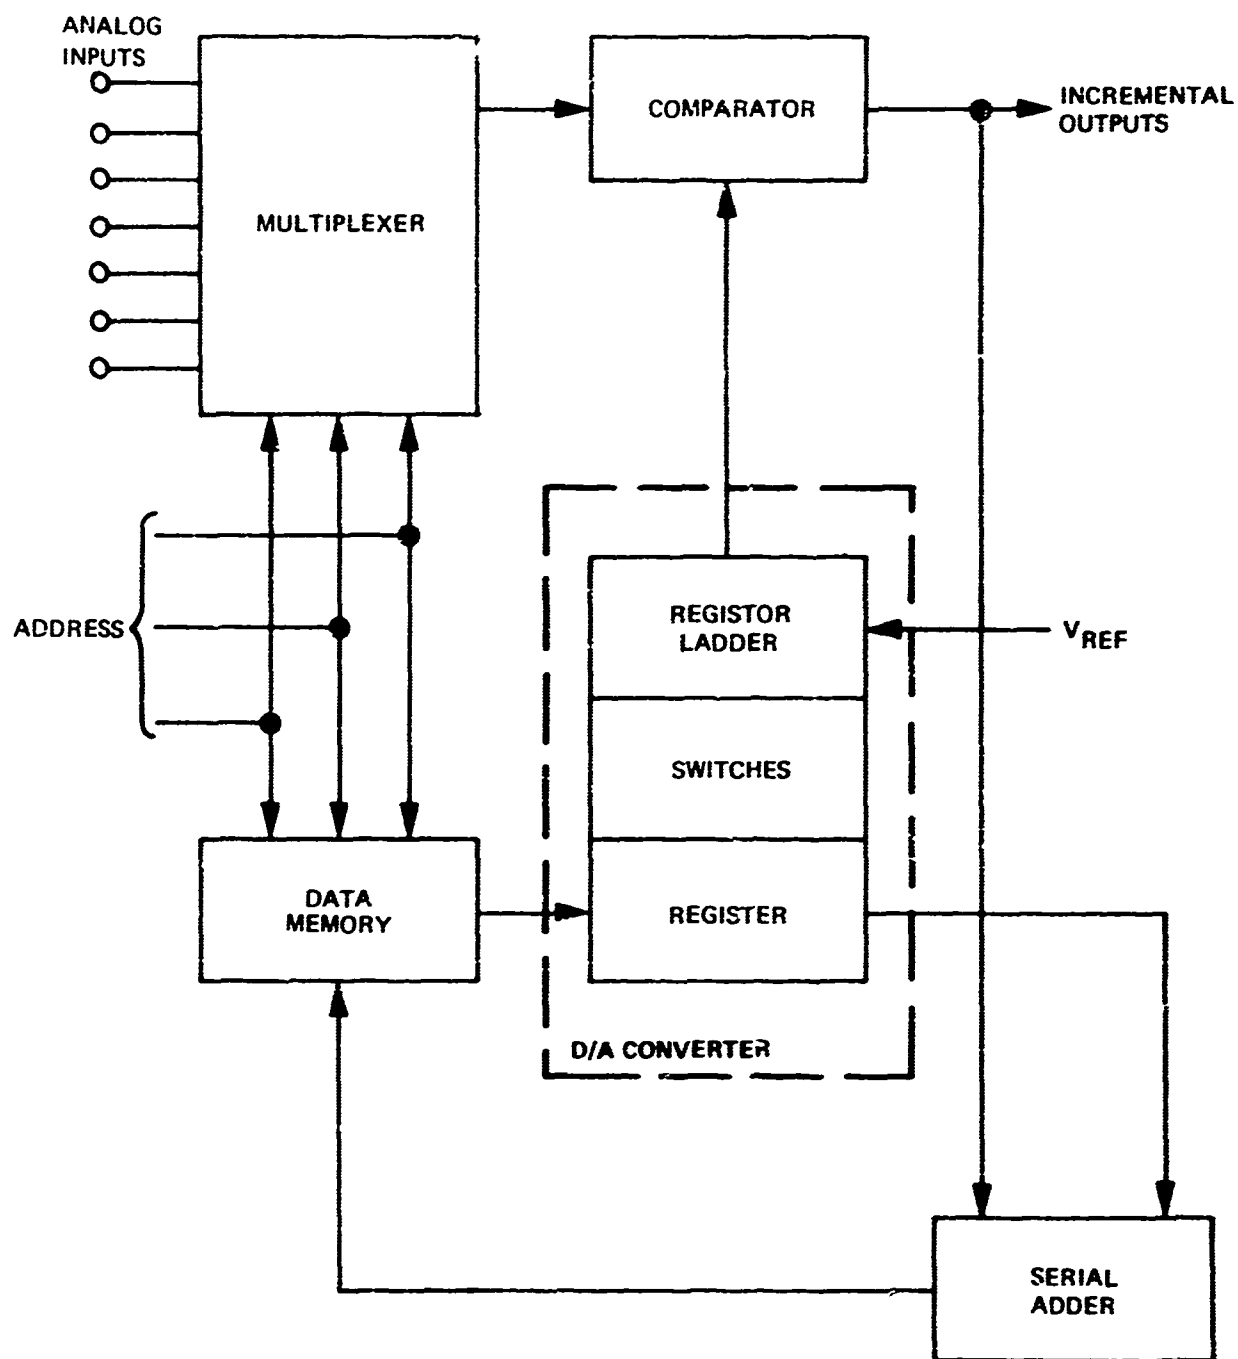 ANALOG
INPUTS
MULTIPLEXER
COMPARATOR
INCREMENTAL
OUTPUTS
ADDRESS
REGISTOR
LADDER
VREF
SWITCHES
DATA
MEMORY
REGISTER
D/A CONVERTER
SERIAL
ADDER